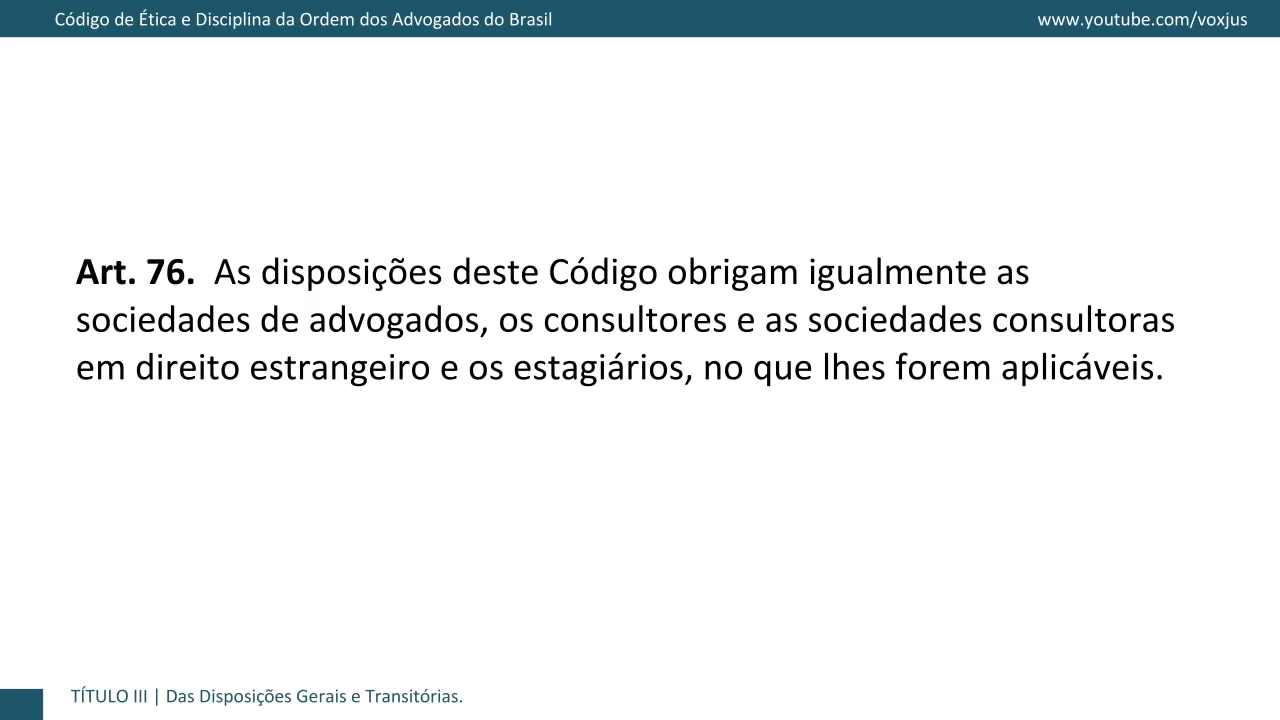 Código de Ética e Disciplina da Ordem dos Advogados do Brasil
www.youtube.com/voxjus
Art. 76.  As disposições deste Código obrigam igualmente as
sociedades de advogados, os consultores e as sociedades consultoras
em direito estrangeiro e os estagiários, no que lhes forem aplicáveis.
TÍTULO III | Das Disposições Gerais e Transitórias.